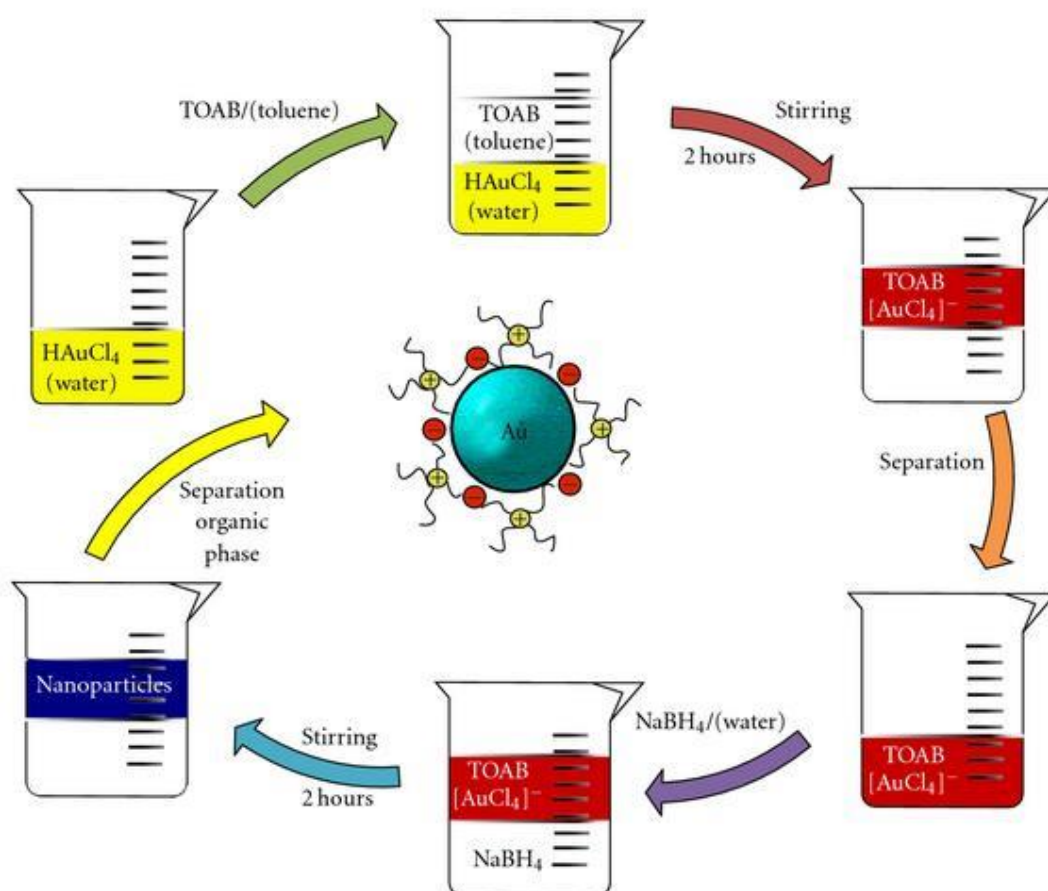 TOAB/(toluene)
TOAB
(toluene)
HAuCl₄
(water)
Stirring
2 hours
HAuCl₄
(water)
TOAB
[AuCl₄]⁻
Au
Separation
Separation
organic
phase
Nanoparticles
Stirring
2 hours
TOAB
[AuCl₄]⁻
NaBH₄
NaBH₄/(water)
TOAB
[AuCl₄]⁻